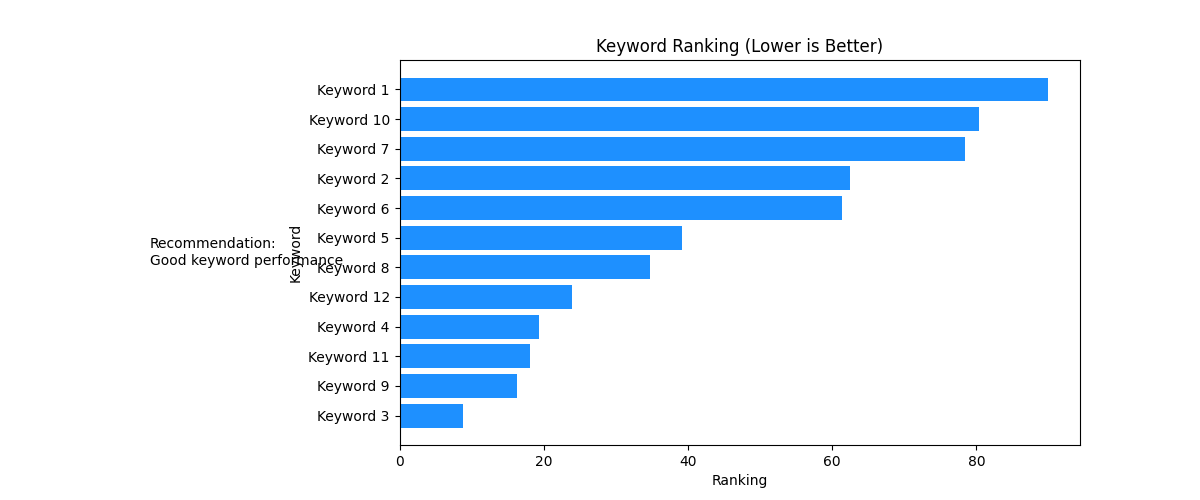 Keyword Ranking (Lower is Better)
Keyword 1
Keyword 10
Keyword 7
Keyword 2
Keyword 6
Keyword 5
Keyword 8
Keyword 12
Keyword 4
Keyword 11
Keyword 9
Keyword 3
Keyword
Recommendation:
Good keyword performance
0 20 40 60 80
Ranking